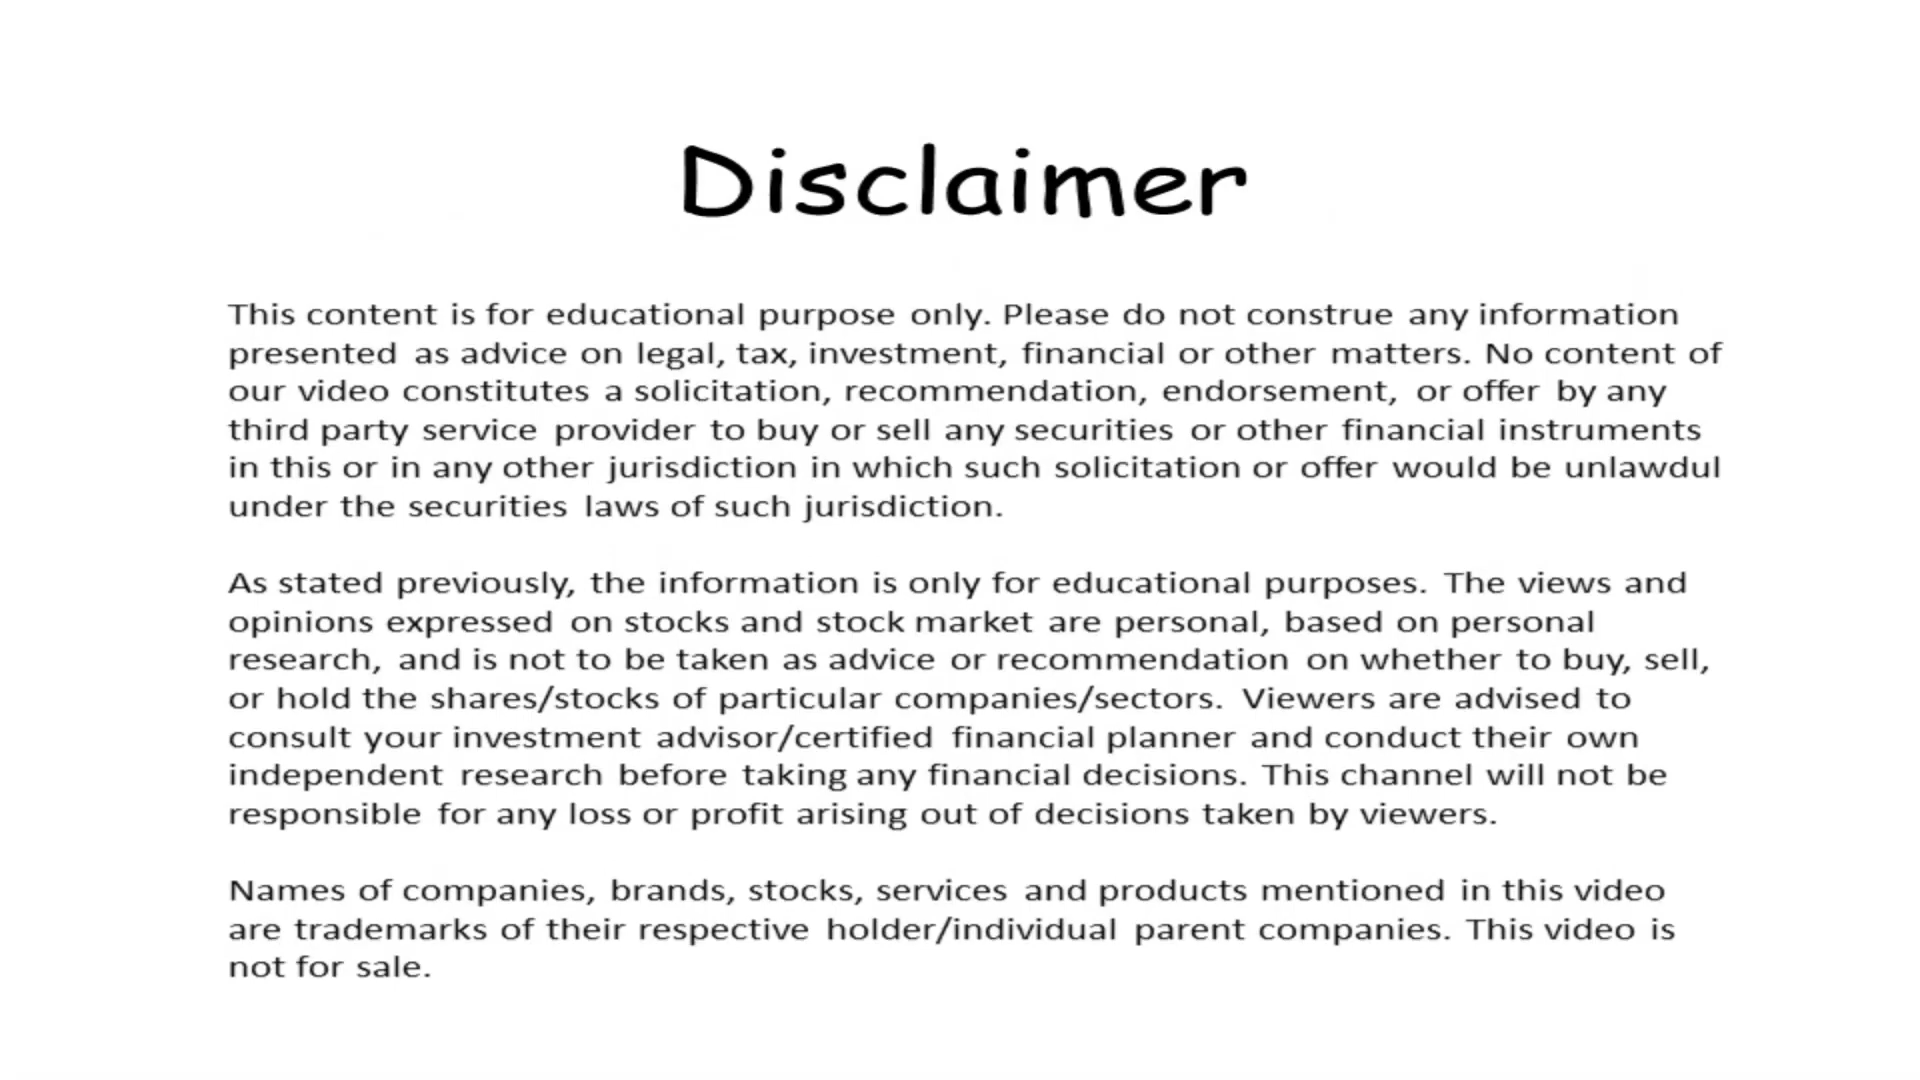 Disclaimer
This content is for educational purpose only. Please do not construe any information
presented as advice on legal, tax, investment, financial or other matters. No content of
our video constitutes a solicitation, recommendation, endorsement, or offer by any
third party service provider to buy or sell any securities or other financial instruments
in this or in any other jurisdiction in which such solicitation or offer would be unlawdul
under the securities laws of such jurisdiction.
As stated previously, the information is only for educational purposes. The views and
opinions expressed on stocks and stock market are personal, based on personal
research, and is not to be taken as advice or recommendation on whether to buy, sell,
or hold the shares/stocks of particular companies/sectors. Viewers are advised to
consult your investment advisor/certified financial planner and conduct their own
independent research before taking any financial decisions. This channel will not be
responsible for any loss or profit arising out of decisions taken by viewers.
Names of companies, brands, stocks, services and products mentioned in this video
are trademarks of their respective holder/individual parent companies. This video is
not for sale.